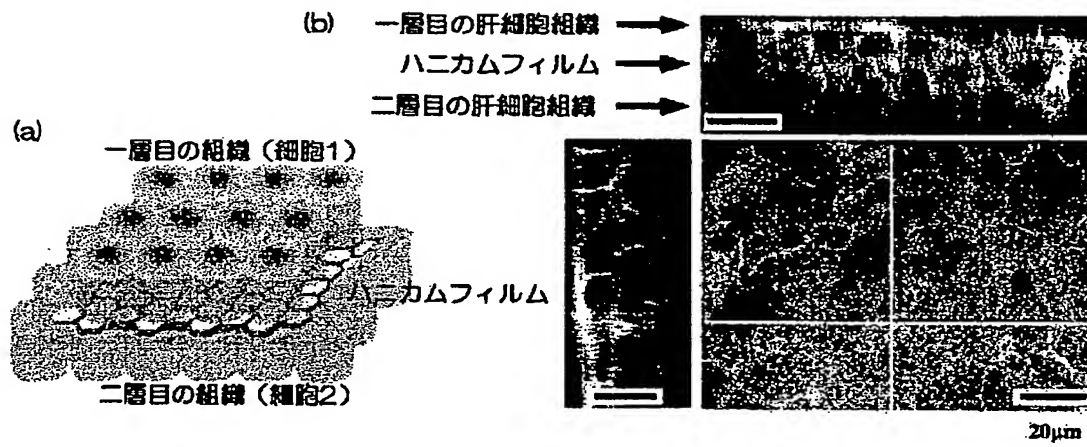 (b)
一層目の肝細胞組織
ハニカムフィルム
二層目の肝細胞組織
(a)
一層目の組織(細胞1)
ハニカムフィルム
二層目の組織(細胞2)
20μm